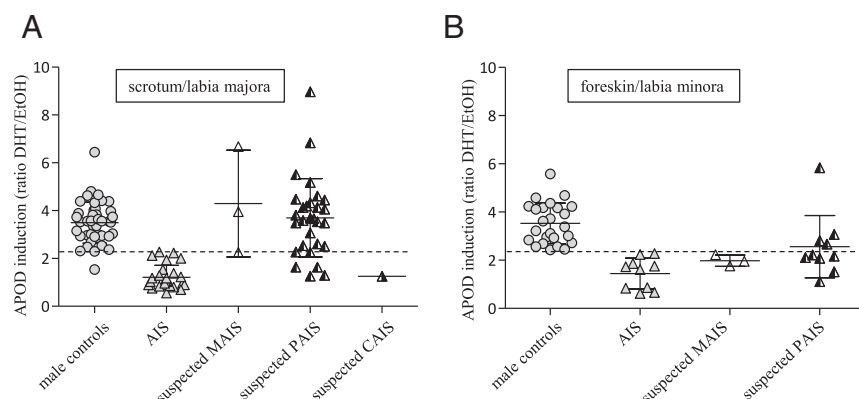 A
scrotum/labia majora
APOD induction (ratio DHT/EtOH)
10
8
6
4
2
0
male controls
AIS
suspected MAIS
suspected PAIS
suspected CAIS
B
foreskin/labia minora
APOD induction (ratio DHT/EtOH)
10
8
6
4
2
0
male controls
AIS
suspected MAIS
suspected PAIS